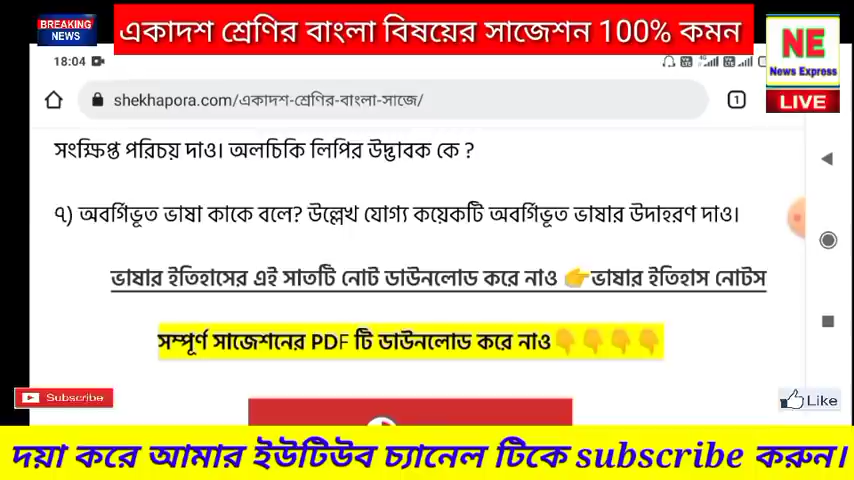 BREAKING
NEWS
একাদশ শ্রেণির বাংলা বিষয়ের সাজেশন 100% কমন
NE
News Express
LIVE
18:04
shekhapora.com/একাদশ-শ্রেণির-বাংলা-সাজে/
1
সংক্ষিপ্ত পরিচয় দাও। অলচিকি লিপির উদ্ভাবক কে ?
৭) অবর্গিভূত ভাষা কাকে বলে? উল্লেখ যোগ্য কয়েকটি অবর্গিভূত ভাষার উদাহরণ দাও।
ভাষার ইতিহাসের এই সাতটি নোট ডাউনলোড করে নাও 👉ভাষার ইতিহাস নোটস
সম্পূর্ণ সাজেশনের PDF টি ডাউনলোড করে নাও👇👇👇👇
Subscribe
Like
দয়া করে আমার ইউটিউব চ্যানেল টিকে subscribe করুন।